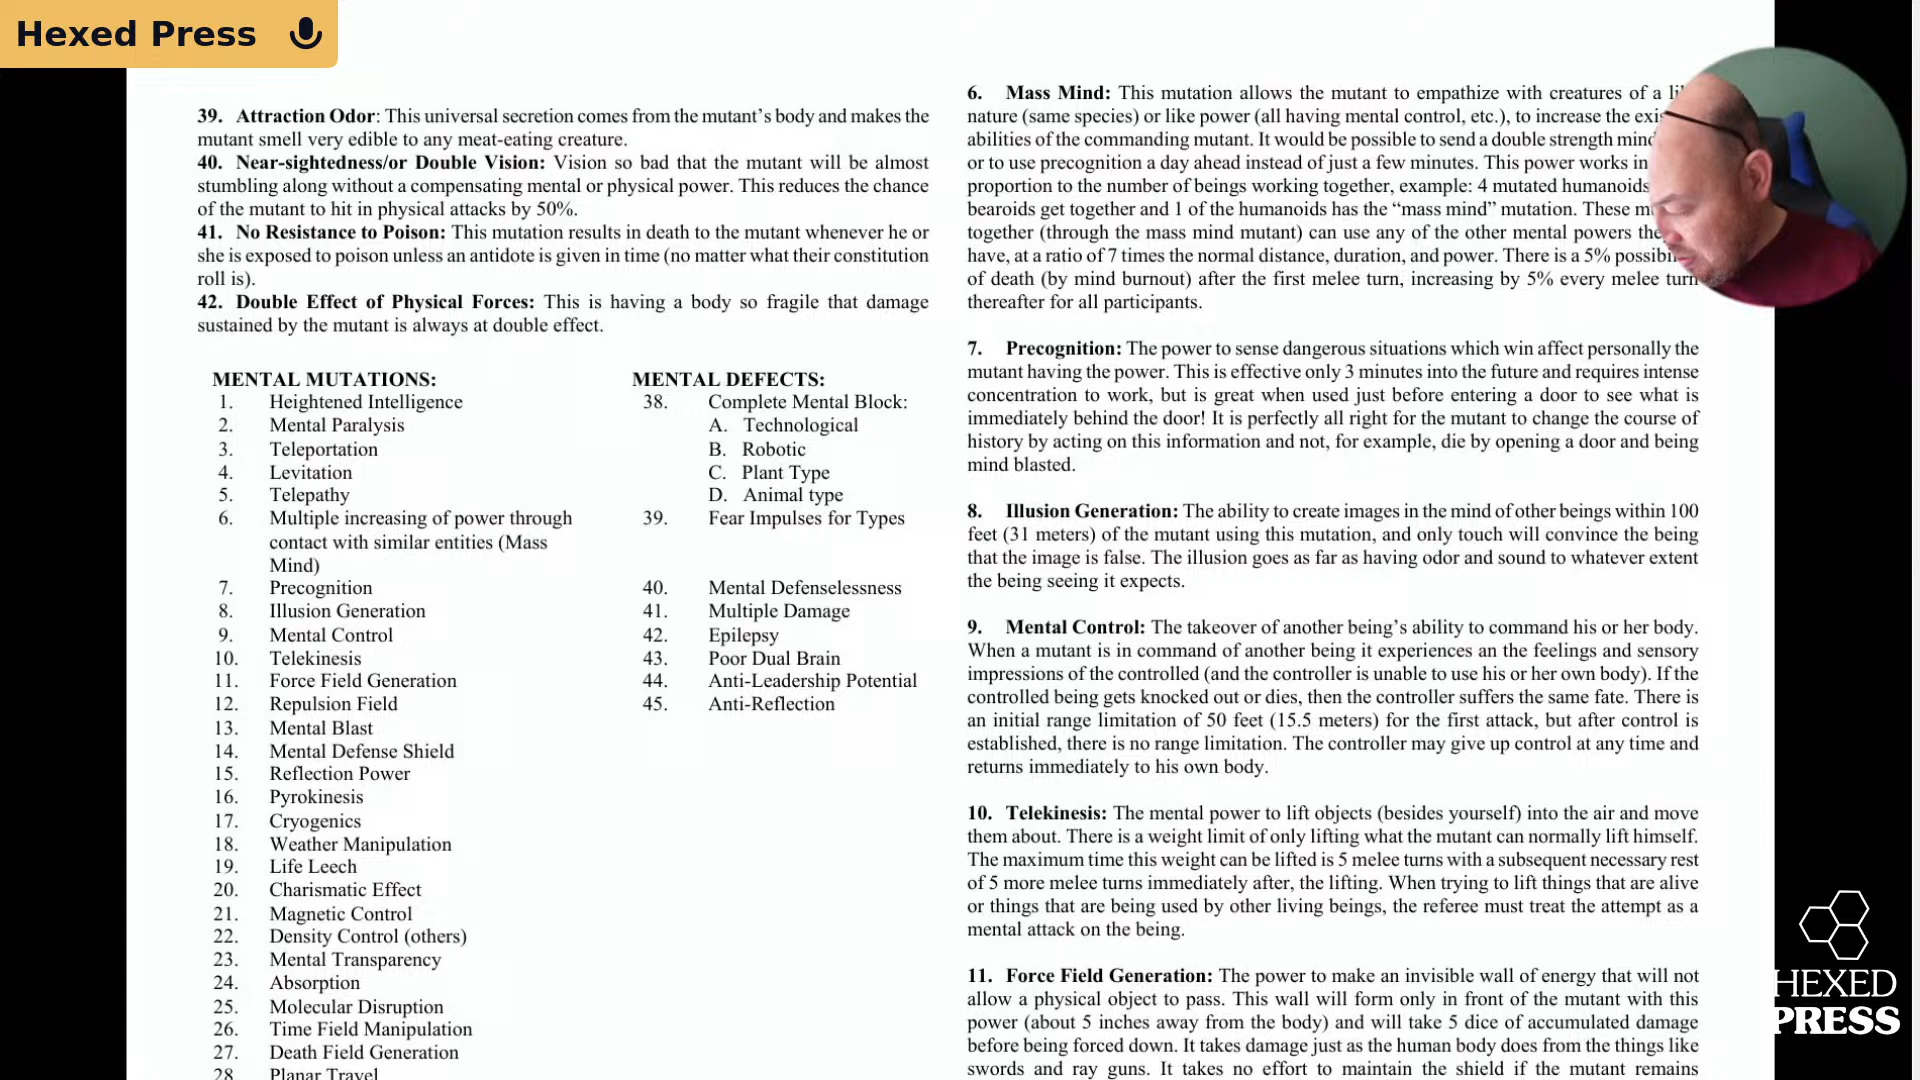 Hexed Press
39. Attraction Odor: This universal secretion comes from the mutant's body and makes the
mutant smell very edible to any meat-eating creature.
40. Near-sightedness/or Double Vision: Vision so bad that the mutant will be almost
stumbling along without a compensating mental or physical power. This reduces the chance
of the mutant to hit in physical attacks by 50%.
41. No Resistance to Poison: This mutation results in death to the mutant whenever he or
she is exposed to poison unless an antidote is given in time (no matter what their constitution
roll is).
42. Double Effect of Physical Forces: This is having a body so fragile that damage
sustained by the mutant is always at double effect.
MENTAL MUTATIONS:
1. Heightened Intelligence
2. Mental Paralysis
3. Teleportation
4. Levitation
5. Telepathy
6. Multiple increasing of power through
contact with similar entities (Mass
Mind)
7. Precognition
8. Illusion Generation
9. Mental Control
10. Telekinesis
11. Force Field Generation
12. Repulsion Field
13. Mental Blast
14. Mental Defense Shield
15. Reflection Power
16. Pyrokinesis
17. Cryogenics
18. Weather Manipulation
19. Life Leech
20. Charismatic Effect
21. Magnetic Control
22. Density Control (others)
23. Mental Transparency
24. Absorption
25. Molecular Disruption
26. Time Field Manipulation
27. Death Field Generation
28. Planar Travel
MENTAL DEFECTS:
38. Complete Mental Block:
A. Technological
B. Robotic
C. Plant Type
D. Animal type
39. Fear Impulses for Types
40. Mental Defenselessness
41. Multiple Damage
42. Epilepsy
43. Poor Dual Brain
44. Anti-Leadership Potential
45. Anti-Reflection
6. Mass Mind: This mutation allows the mutant to empathize with creatures of a
nature (same species) or like power (all having mental control, etc.), to increase the
abilities of the commanding mutant. It would be possible to send a double strength
or to use precognition a day ahead instead of just a few minutes. This power works in
proportion to the number of beings working together, example: 4 mutated humanoids
bearoids get together and 1 of the humanoids has the "mass mind" mutation. These
together (through the mass mind mutant) can use any of the other mental powers
have, at a ratio of 7 times the normal distance, duration, and power. There is a 5%
of death (by mind burnout) after the first melee turn, increasing by 5% every melee turn
thereafter for all participants.
7. Precognition: The power to sense dangerous situations which win affect personally the
mutant having the power. This is effective only 3 minutes into the future and requires intense
concentration to work, but is great when used just before entering a door to see what is
immediately behind the door! It is perfectly all right for the mutant to change the course of
history by acting on this information and not, for example, die by opening a door and being
mind blasted.
8. Illusion Generation: The ability to create images in the mind of other beings within 100
feet (31 meters) of the mutant using this mutation, and only touch will convince the being
that the image is false. The illusion goes as far as having odor and sound to whatever extent
the being seeing it expects.
9. Mental Control: The takeover of another being's ability to command his or her body.
When a mutant is in command of another being it experiences an the feelings and sensory
impressions of the controlled (and the controller is unable to use his or her own body). If the
controlled being gets knocked out or dies, then the controller suffers the same fate. There is
an initial range limitation of 50 feet (15.5 meters) for the first attack, but after control is
established, there is no range limitation. The controller may give up control at any time and
returns immediately to his own body.
10. Telekinesis: The mental power to lift objects (besides yourself) into the air and move
them about. There is a weight limit of only lifting what the mutant can normally lift himself.
The maximum time this weight can be lifted is 5 melee turns with a subsequent necessary rest
of 5 more melee turns immediately after, the lifting. When trying to lift things that are alive
or things that are being used by other living beings, the referee must treat the attempt as a
mental attack on the being.
11. Force Field Generation: The power to make an invisible wall of energy that will not
allow a physical object to pass. This wall will form only in front of the mutant with this
power (about 5 inches away from the body) and will take 5 dice of accumulated damage
before being forced down. It takes damage just as the human body does from the things like
swords and ray guns. It takes no effort to maintain the shield if the mutant remains
HEXED
PRESS